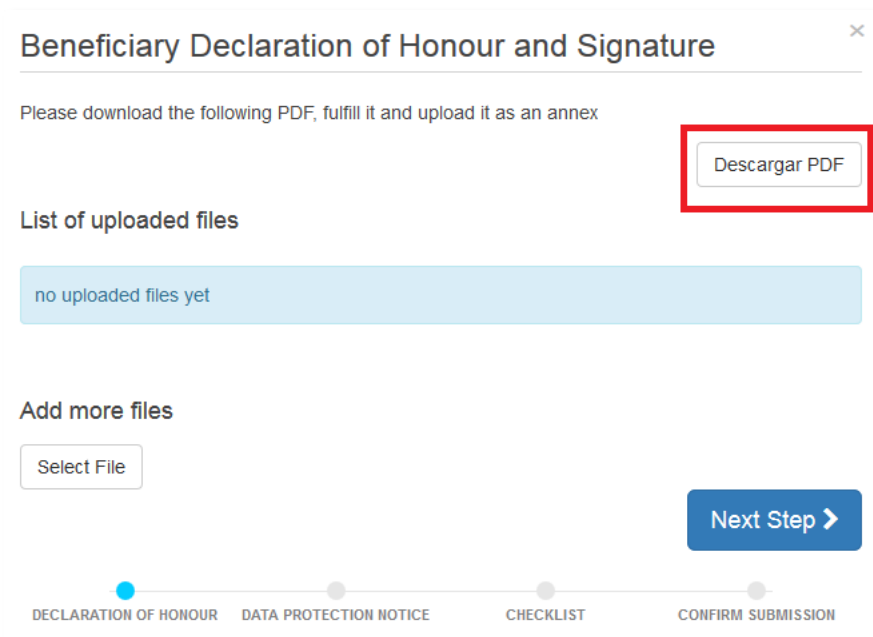 Beneficiary Declaration of Honour and Signature
×
Please download the following PDF, fulfill it and upload it as an annex
Descargar PDF
List of uploaded files
no uploaded files yet
Add more files
Select File
Next Step
DECLARATION OF HONOUR DATA PROTECTION NOTICE CHECKLIST CONFIRM SUBMISSION